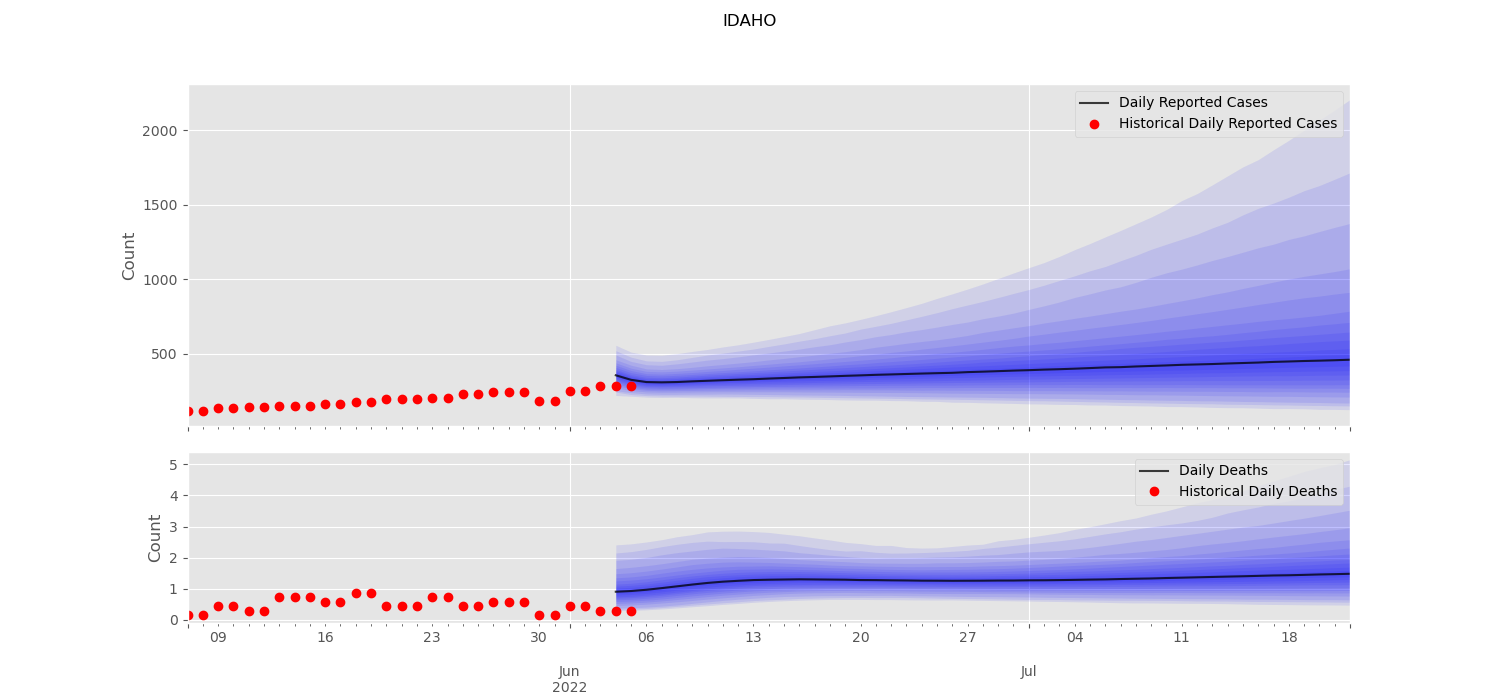 IDAHO
Daily Reported Cases
Historical Daily Reported Cases
2000
1500
1000
500
Count
Daily Deaths
Historical Daily Deaths
5
4
3
2
1
0
Count
09 16 23 30 06 13 20 27 04 11 18
Jun Jul
2022